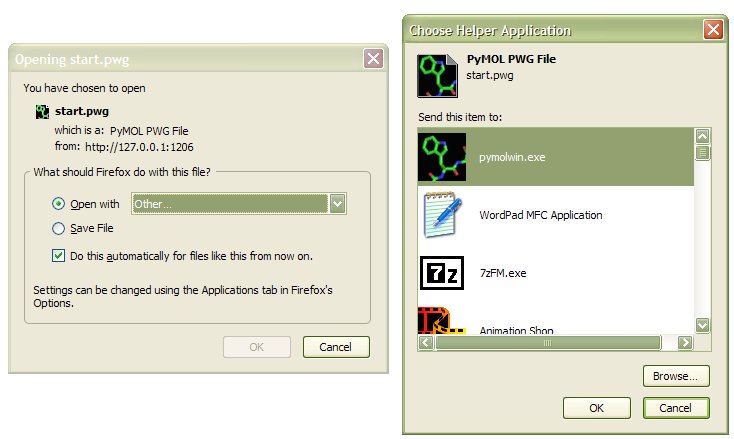 Opening start.pwg
You have chosen to open
start.pwg
which is a: PyMOL PWG File
from: http://127.0.0.1:1206
What should Firefox do with this file?
Open with
Other...
Save File
Do this automatically for files like this from now on.
Settings can be changed using the Applications tab in Firefox's
Options.
OK
Cancel
Choose Helper Application
PyMOL PWG File
start.pwg
Send this item to:
pymolwin.exe
WordPad MFC Application
7z
7zFM.exe
Animation Shop
Browse...
OK
Cancel